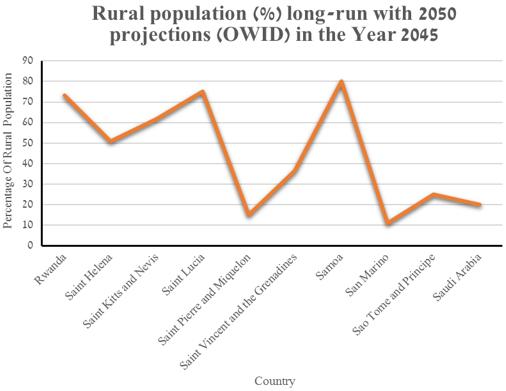 Rural population (%) long-run with 2050
projections (OWID) in the Year 2045
Percentage Of Rural Population
90
80
70
60
50
40
30
20
10
0
Rwanda
Saint Helena
Saint Kitts and Nevis
Saint Lucia
Saint Pierre and Miquelon
Saint Vincent and the Grenadines
Samoa
San Marino
Sao Tome and Principe
Saudi Arabia
Country